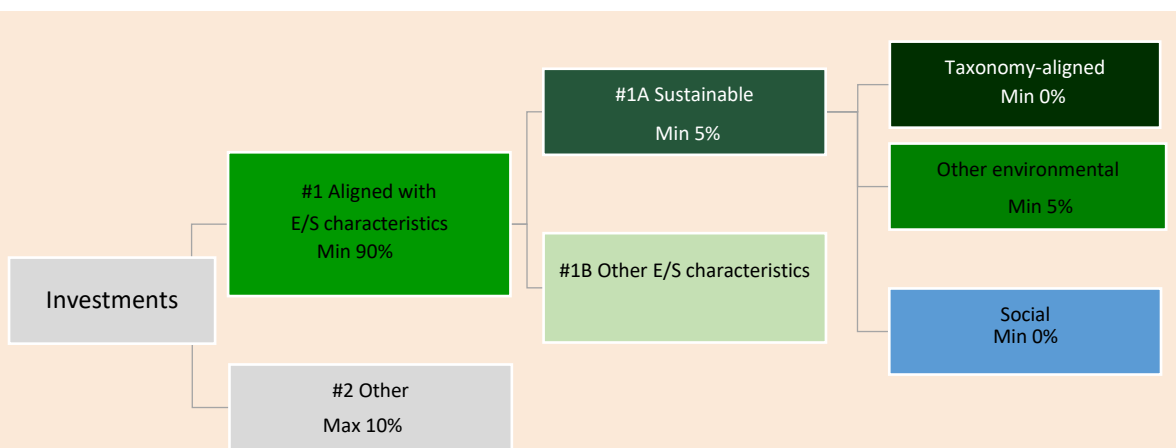 Investments
#1 Aligned with
E/S characteristics
Min 90%
#2 Other
Max 10%
#1A Sustainable
Min 5%
#1B Other E/S characteristics
Taxonomy-aligned
Min 0%
Other environmental
Min 5%
Social
Min 0%